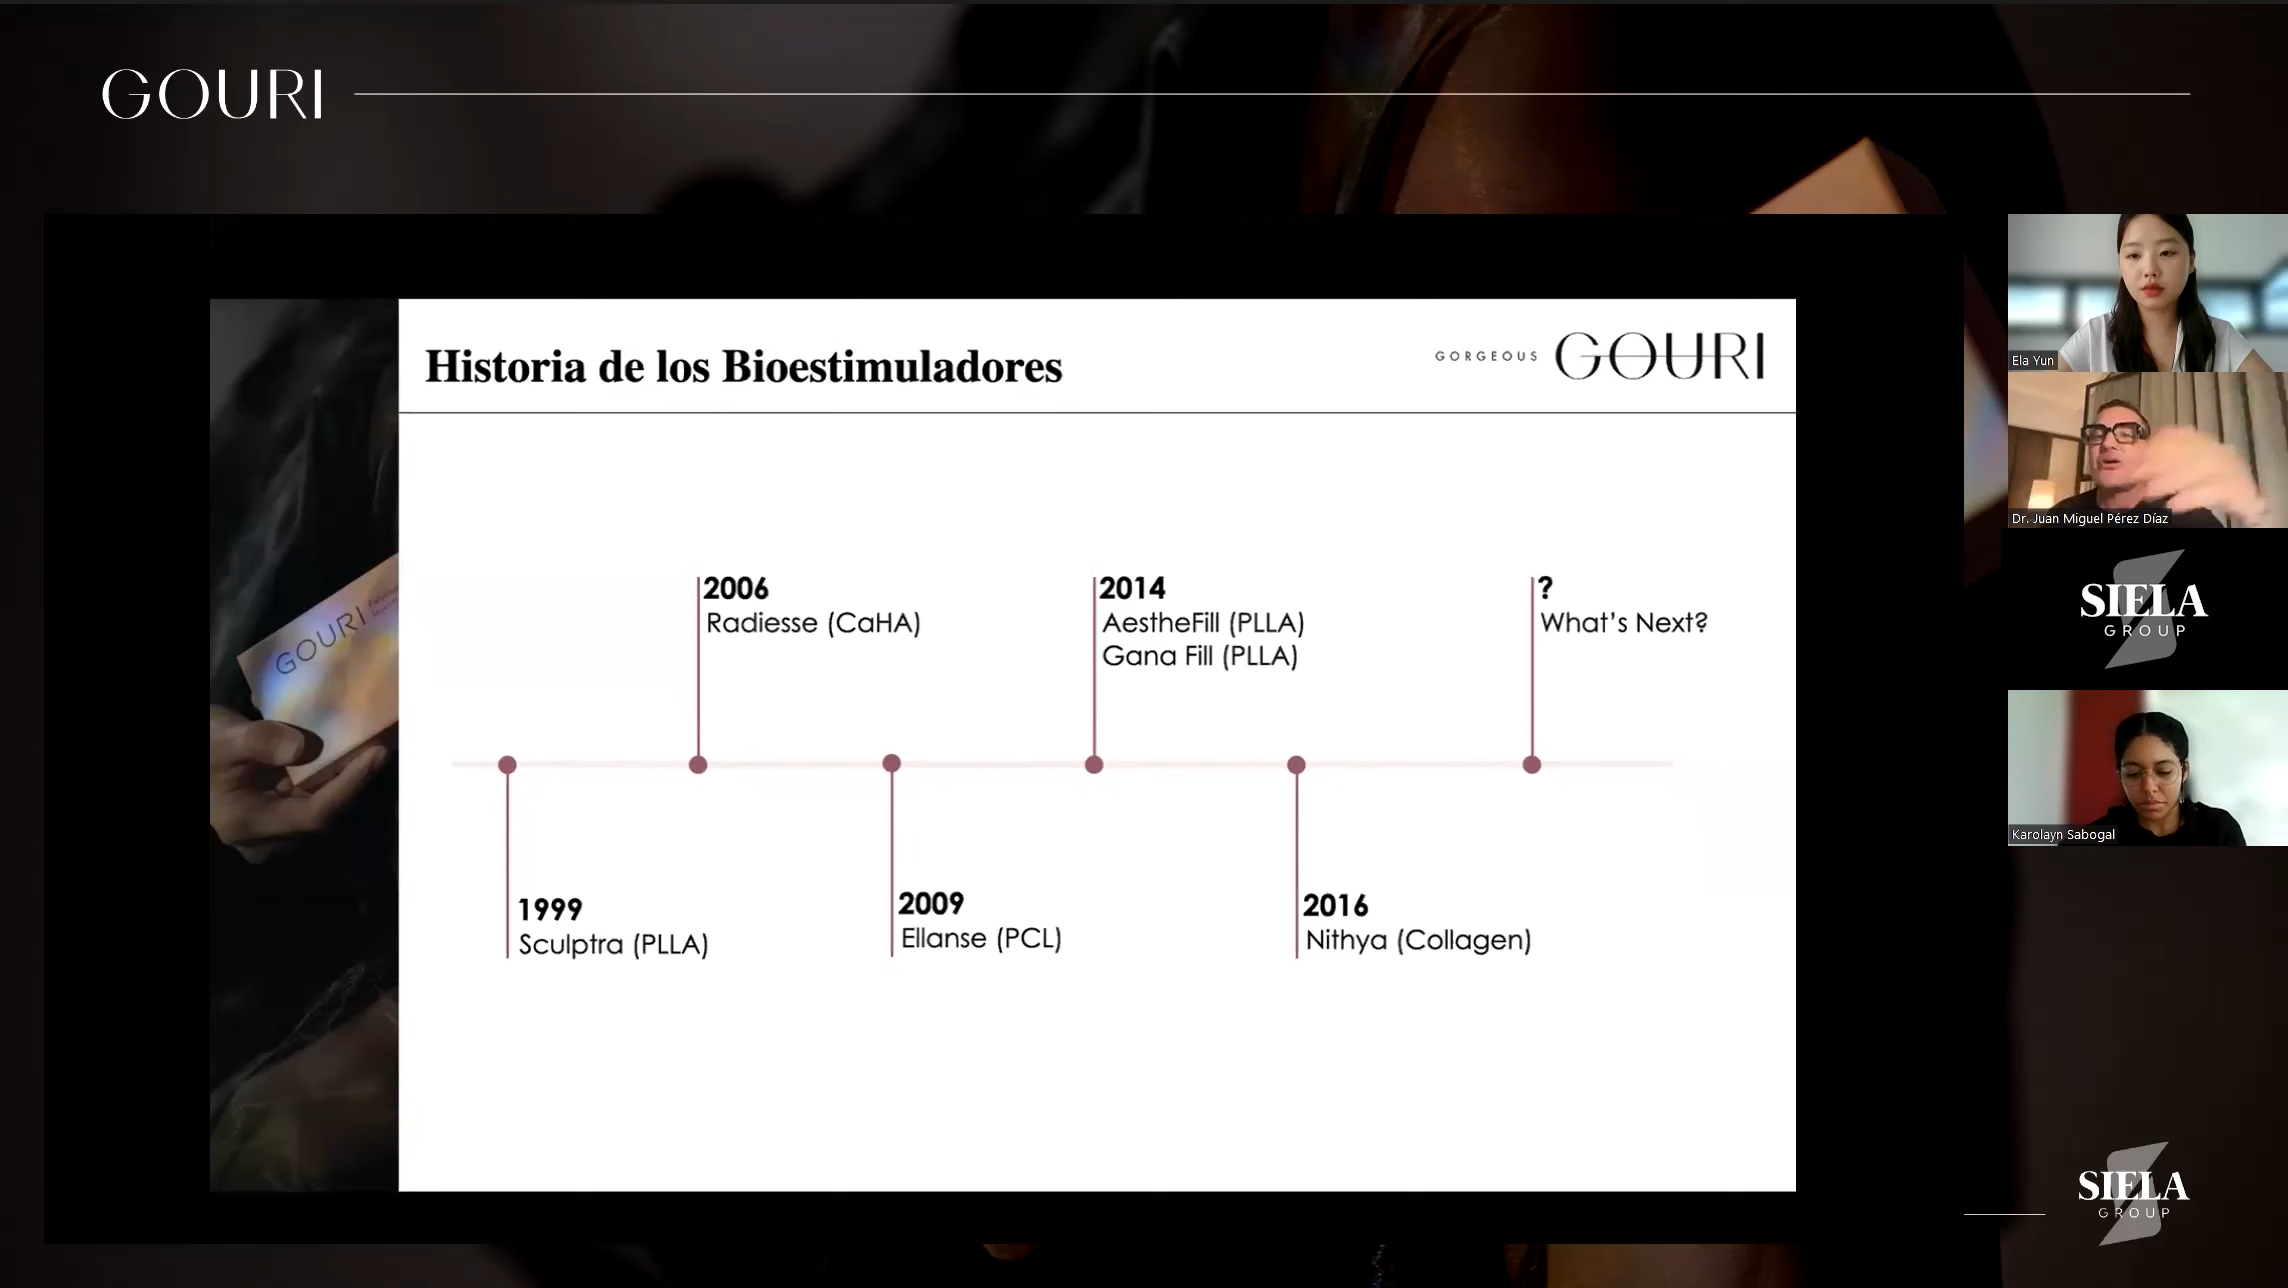 GOURI
Historia de los Bioestimuladores
GORGEOUS GOURI
GOURI
2006
Radiesse (CaHA)
2014
AestheFill (PLLA)
Gana Fill (PLLA)
?
What's Next?
1999
Sculptra (PLLA)
2009
Ellanse (PCL)
2016
Nithya (Collagen)
Ela Yun
Dr. Juan Miguel Pérez Díaz
SIELA
GROUP
Karolayn Sabogal
SIELA
GROUP